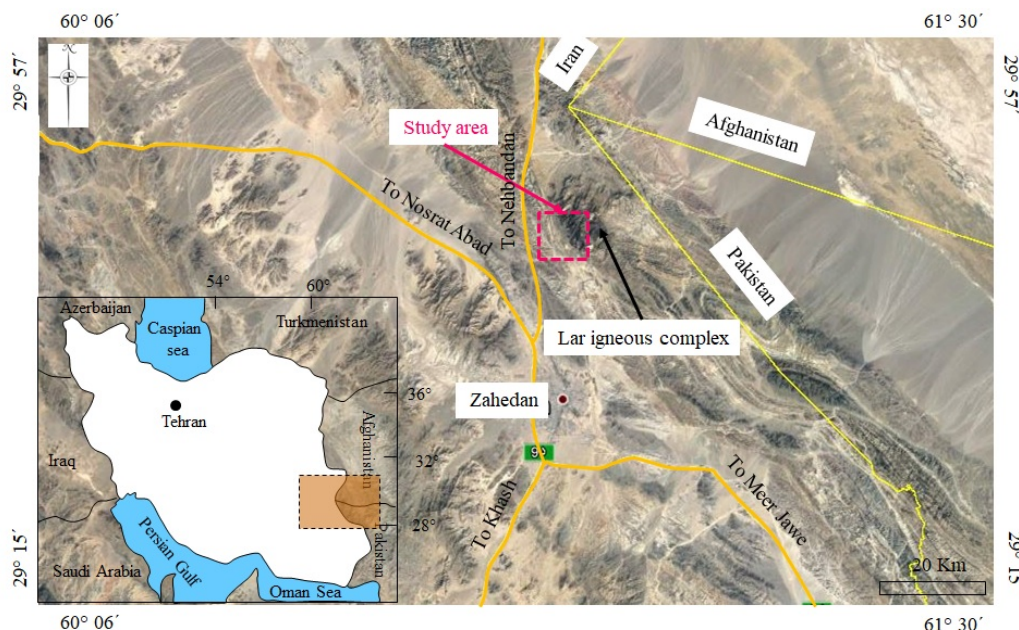 60° 06´
61° 30´
29° 57´
29° 57´
Iran
Study area
Afghanistan
To Nehbandan
To Nosrat Abad
Pakistan
54°
60°
Azerbaijan
Turkmenistan
Caspian
sea
Lar igneous complex
36°
Zahedan
Tehran
Afghanistan
Iraq
32°
To Meer Jawe
To Khash
28°
Persian Gulf
Pakistan
29° 15´
29° 15´
Saudi Arabia
20 Km
Oman Sea
60° 06´
61° 30´